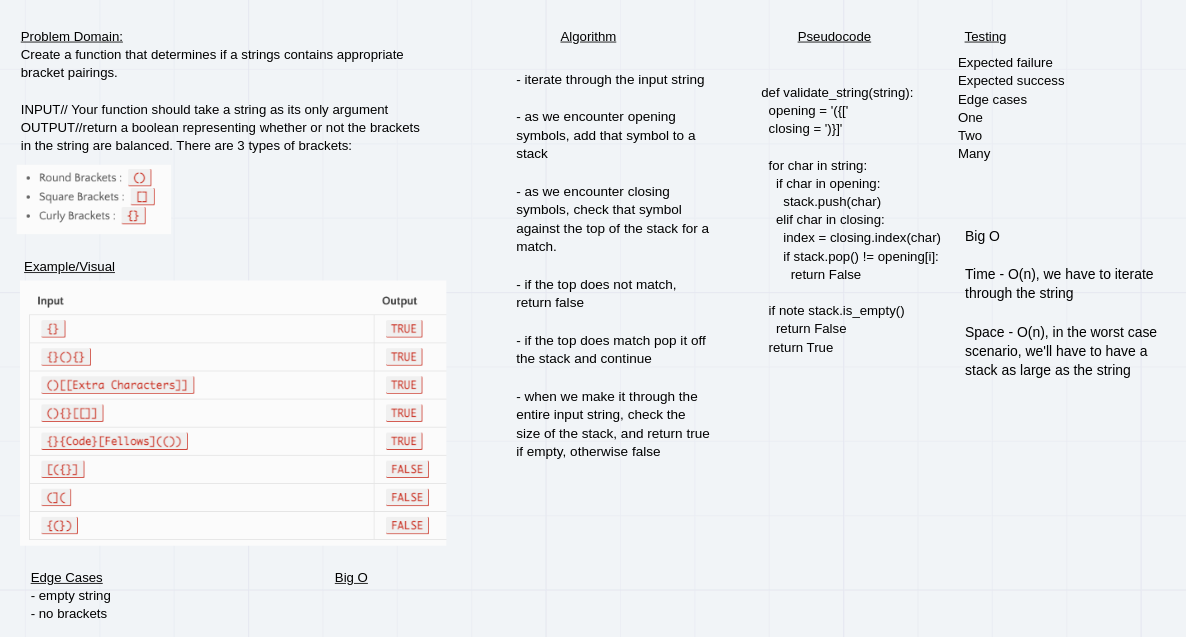 Problem Domain:
Create a function that determines if a strings contains appropriate
bracket pairings.
INPUT// Your function should take a string as its only argument
OUTPUT//return a boolean representing whether or not the brackets
in the string are balanced. There are 3 types of brackets:
• Round Brackets : ()
• Square Brackets : []
• Curly Brackets : {}
Example/Visual
Input Output
{} TRUE
{}(){} TRUE
()[[Extra Characters]] TRUE
(){}[[]] TRUE
{}{Code}[Fellows](()) TRUE
[({}] FALSE
(]( FALSE
{(}) FALSE
Edge Cases
- empty string
- no brackets
Big O
Algorithm
- iterate through the input string
- as we encounter opening
symbols, add that symbol to a
stack
- as we encounter closing
symbols, check that symbol
against the top of the stack for a
match.
- if the top does not match,
return false
- if the top does match pop it off
the stack and continue
- when we make it through the
entire input string, check the
size of the stack, and return true
if empty, otherwise false
Pseudocode
def validate_string(string):
opening = '({['
closing = ')}]'
for char in string:
if char in opening:
stack.push(char)
elif char in closing:
index = closing.index(char)
if stack.pop() != opening[i]:
return False
if note stack.is_empty()
return False
return True
Testing
Expected failure
Expected success
Edge cases
One
Two
Many
Big O
Time - O(n), we have to iterate
through the string
Space - O(n), in the worst case
scenario, we'll have to have a
stack as large as the string